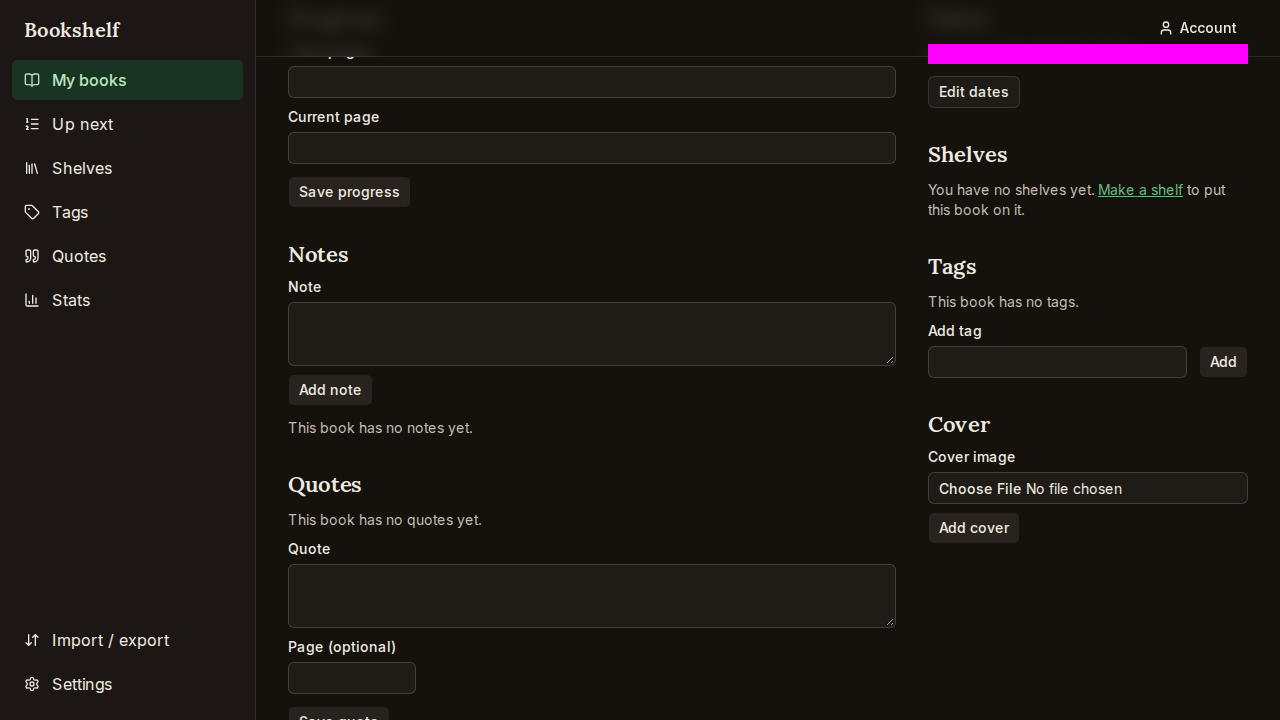 Bookshelf
My books
Up next
Shelves
Tags
Quotes
Stats
Import / export
Settings
Account
Current page
Save progress
Notes
Note
Add note
This book has no notes yet.
Quotes
This book has no quotes yet.
Quote
Page (optional)
Save quote
Edit dates
Shelves
You have no shelves yet. Make a shelf to put
this book on it.
Tags
This book has no tags.
Add tag
Add
Cover
Cover image
Choose File No file chosen
Add cover